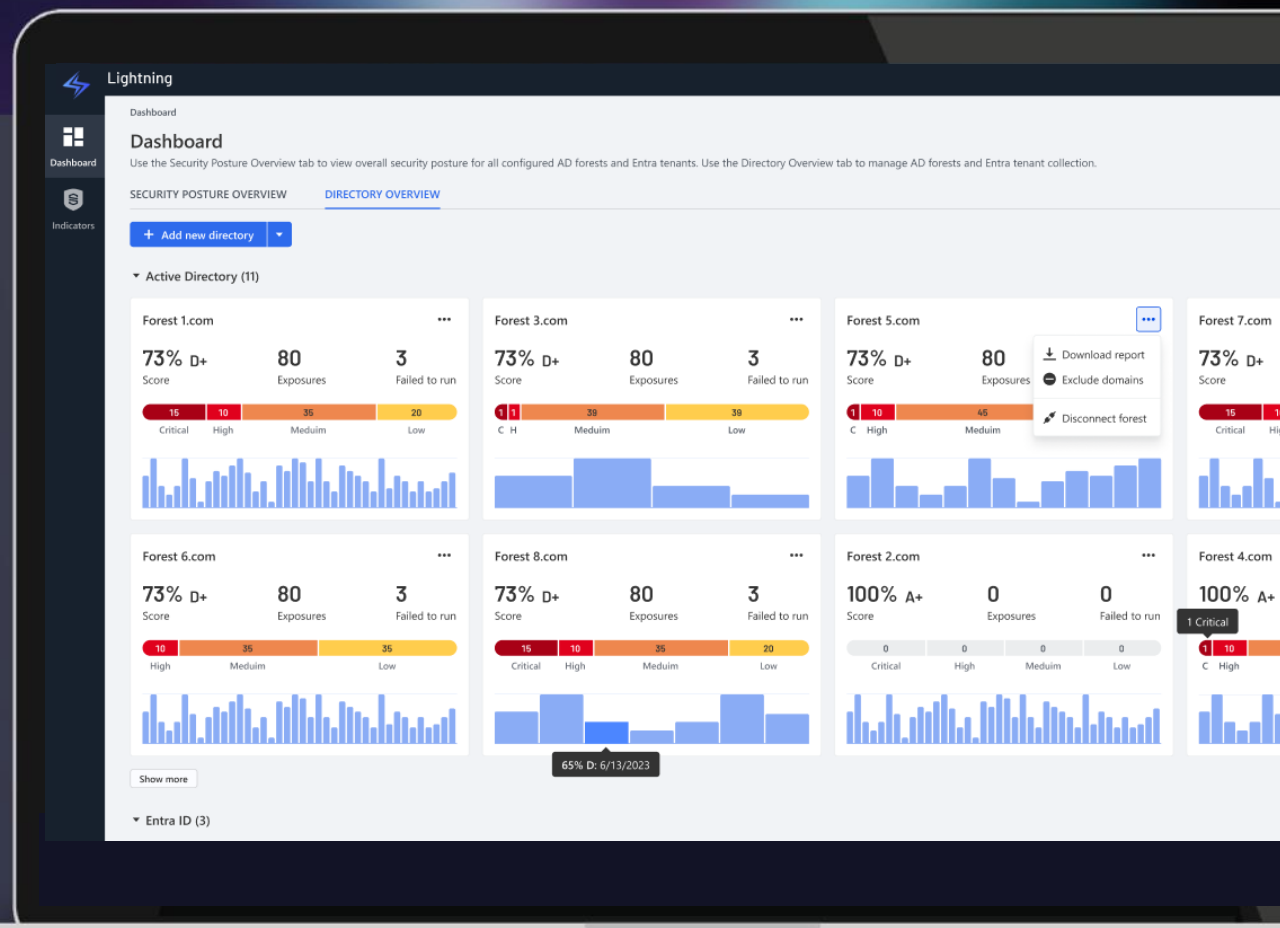 Lightning
Dashboard
Indicators
Dashboard
Dashboard
Use the Security Posture Overview tab to view overall security posture for all configured AD forests and Entra tenants. Use the Directory Overview tab to manage AD forests and Entra tenant collection.
SECURITY POSTURE OVERVIEW DIRECTORY OVERVIEW
+ Add new directory
Active Directory (11)
Forest 1.com
73% D+ 80 3
Score Exposures Failed to run
15 10 35 20
Critical High Meduim Low
Forest 3.com
73% D+ 80 3
Score Exposures Failed to run
1 1 39 39
C H Meduim Low
Forest 5.com
73% D+ 80
Score Exposures
1 10 45
C High Meduim
Download report
Exclude domains
Disconnect forest
Forest 7.com
73% D+
Score
15
Critical
Forest 6.com
73% D+ 80 3
Score Exposures Failed to run
10 35 35
High Meduim Low
Forest 8.com
73% D+ 80 3
Score Exposures Failed to run
15 10 35 20
Critical High Meduim Low
65% D: 6/13/2023
Forest 2.com
100% A+ 0 0
Score Exposures Failed to run
0 0 0 0
Critical High Meduim Low
Forest 4.com
100% A+
1 Critical
1 10
C High
Show more
Entra ID (3)